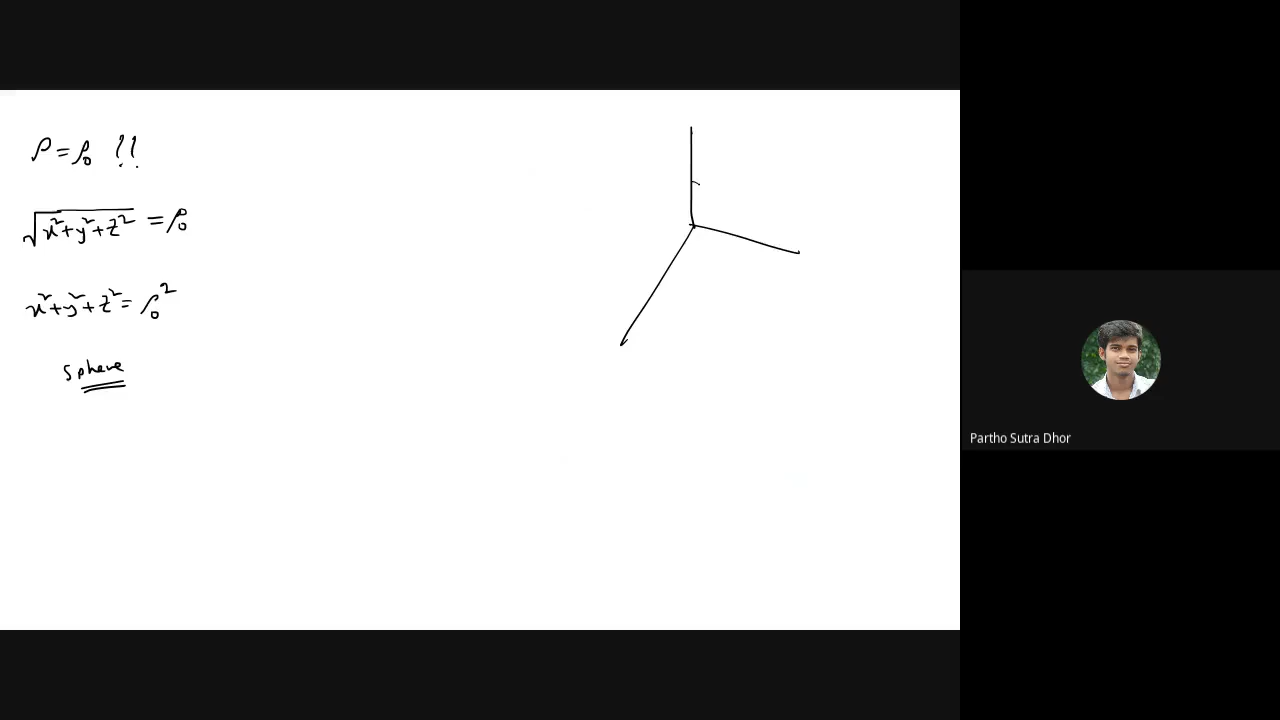 ρ = ρ₀ !!
√(x²+y²+z²) = ρ₀
x²+y²+z² = ρ₀²
Sphere
Partho Sutra Dhor